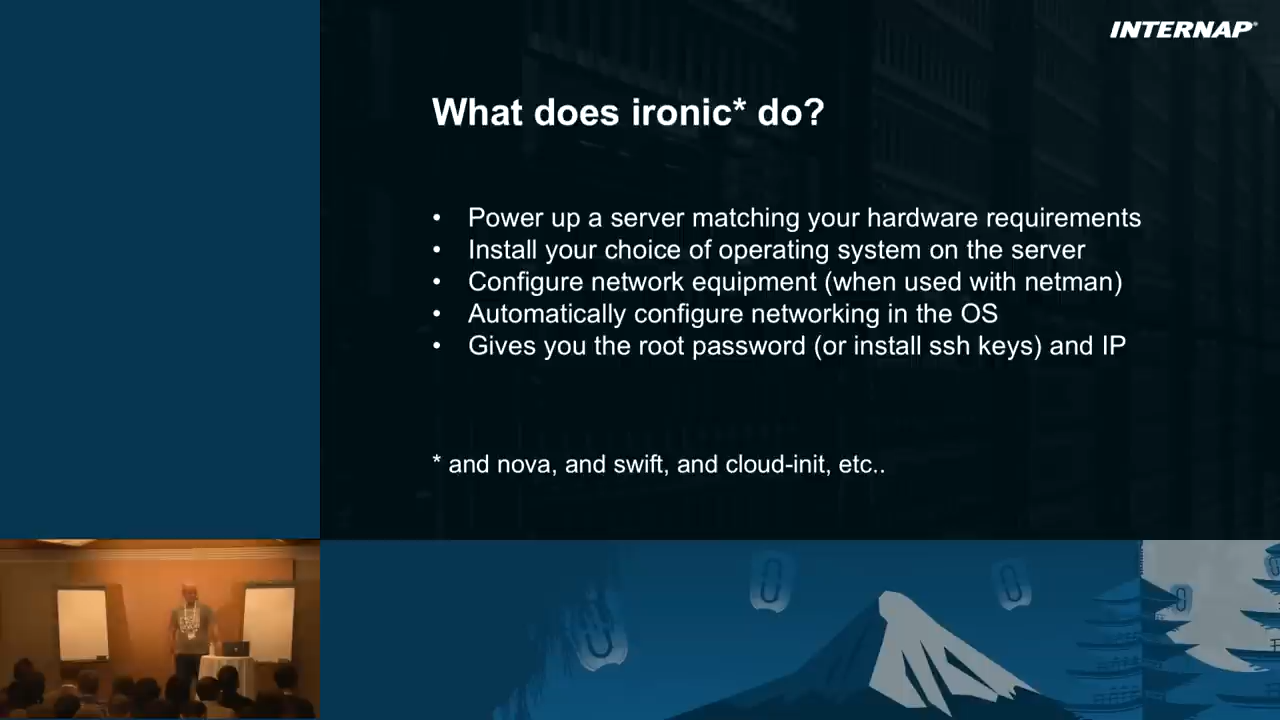 INTERNAP
What does ironic* do?
• Power up a server matching your hardware requirements
• Install your choice of operating system on the server
• Configure network equipment (when used with netman)
• Automatically configure networking in the OS
• Gives you the root password (or install ssh keys) and IP
* and nova, and swift, and cloud-init, etc..